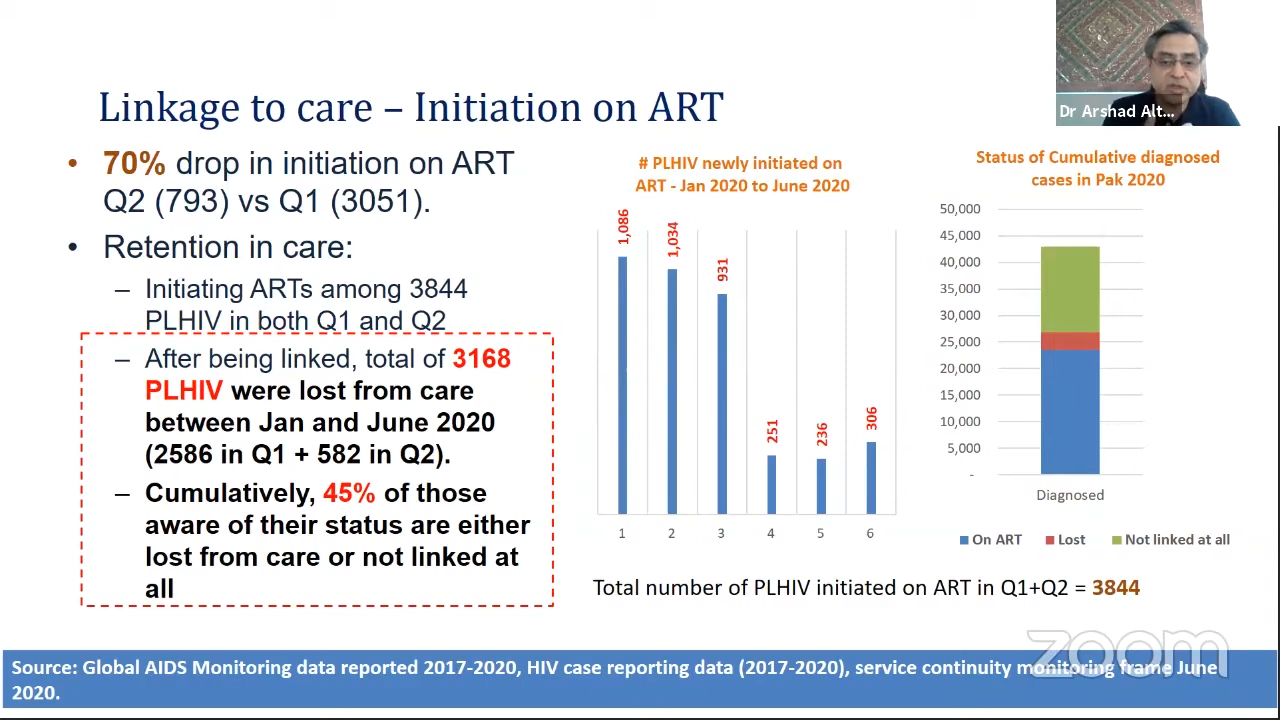 Dr Arshad Alt...
Linkage to care – Initiation on ART
• 70% drop in initiation on ART
Q2 (793) vs Q1 (3051).
• Retention in care:
– Initiating ARTs among 3844
PLHIV in both Q1 and Q2
– After being linked, total of 3168
PLHIV were lost from care
between Jan and June 2020
(2586 in Q1 + 582 in Q2).
– Cumulatively, 45% of those
aware of their status are either
lost from care or not linked at
all
# PLHIV newly initiated on
ART - Jan 2020 to June 2020
1,086
1,034
931
251
236
306
1 2 3 4 5 6
Status of Cumulative diagnosed
cases in Pak 2020
50,000
45,000
40,000
35,000
30,000
25,000
20,000
15,000
10,000
5,000
-
Diagnosed
On ART Lost Not linked at all
Total number of PLHIV initiated on ART in Q1+Q2 = 3844
zoom
Source: Global AIDS Monitoring data reported 2017-2020, HIV case reporting data (2017-2020), service continuity monitoring frame June
2020.